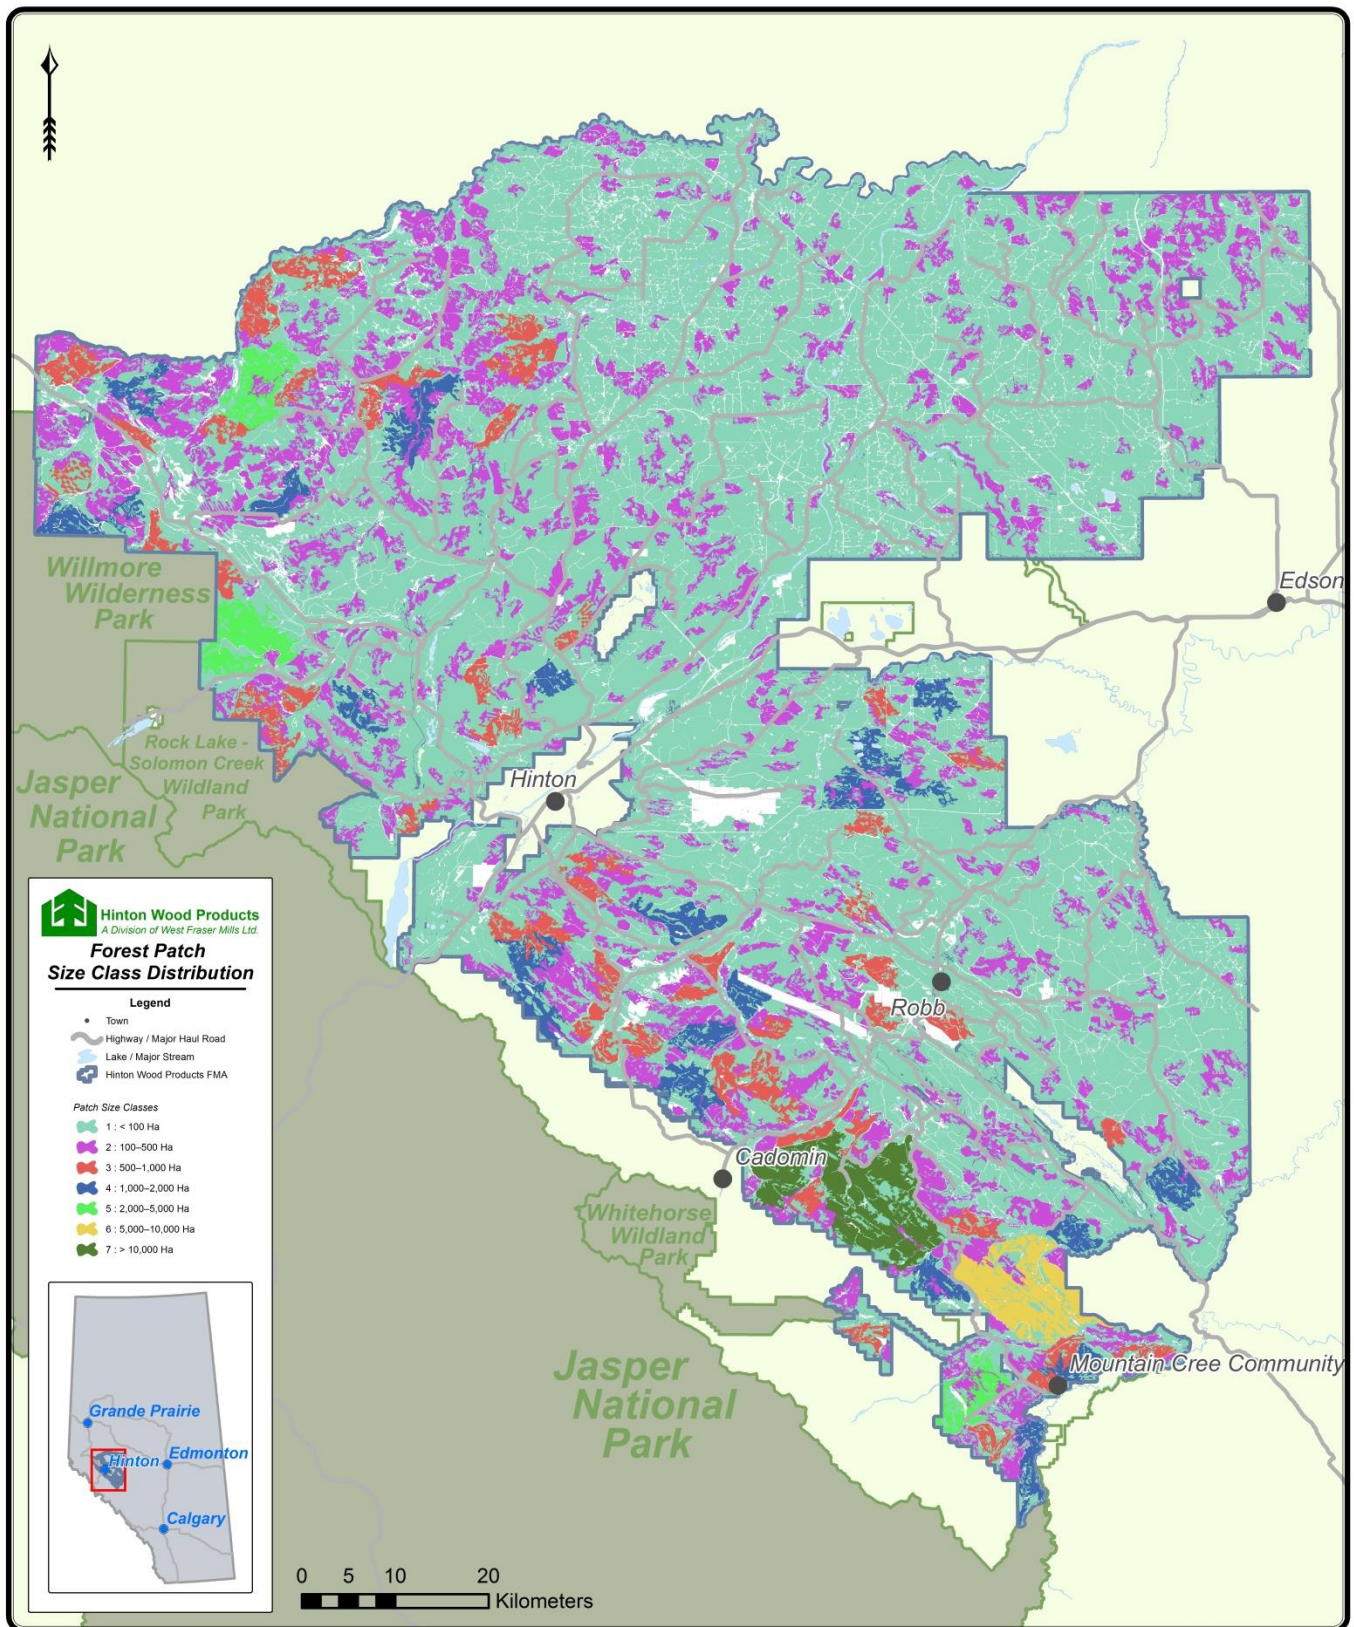 Edson
Willmore
Wilderness
Park
Rock Lake -
Solomon Creek
Wildland
Park
Jasper
National
Park
Hinton
Robb
Cadomin
Whitehorse
Wildland
Park
Mountain Cree Community
Jasper
National
Park
Hinton Wood Products
A Division of West Fraser Mills Ltd.
Forest Patch
Size Class Distribution
Legend
Town
Highway / Major Haul Road
Lake / Major Stream
Hinton Wood Products FMA
Patch Size Classes
1 : < 100 Ha
2 : 100–500 Ha
3 : 500–1,000 Ha
4 : 1,000–2,000 Ha
5 : 2,000–5,000 Ha
6 : 5,000–10,000 Ha
7 : > 10,000 Ha
Grande Prairie
Hinton
Edmonton
Calgary
0 5 10 20
Kilometers